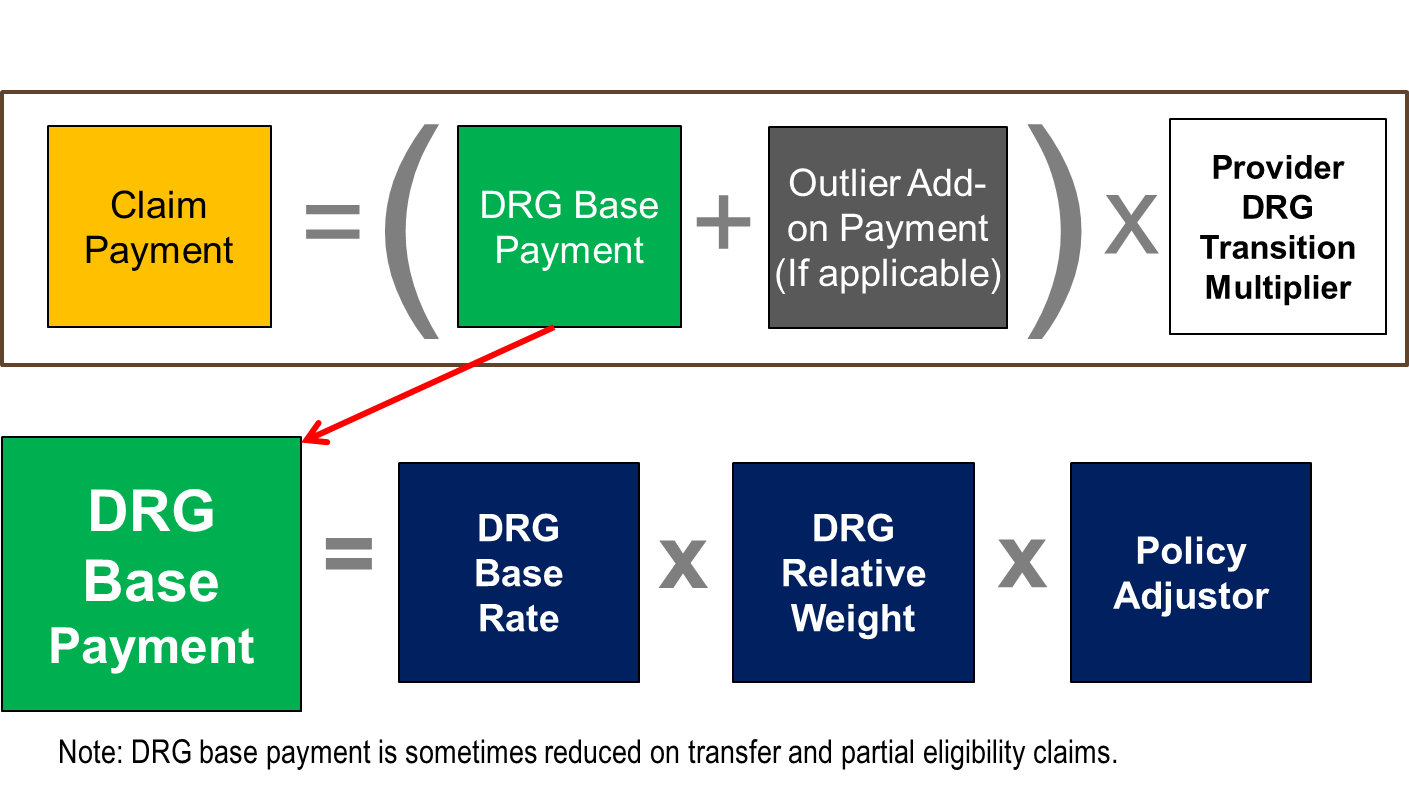 Claim
Payment
=
(
DRG Base
Payment
+
Outlier Add-
on Payment
(If applicable)
)
x
Provider
DRG
Transition
Multiplier
DRG
Base
Payment
=
DRG
Base
Rate
x
DRG
Relative
Weight
x
Policy
Adjustor
Note: DRG base payment is sometimes reduced on transfer and partial eligibility claims.